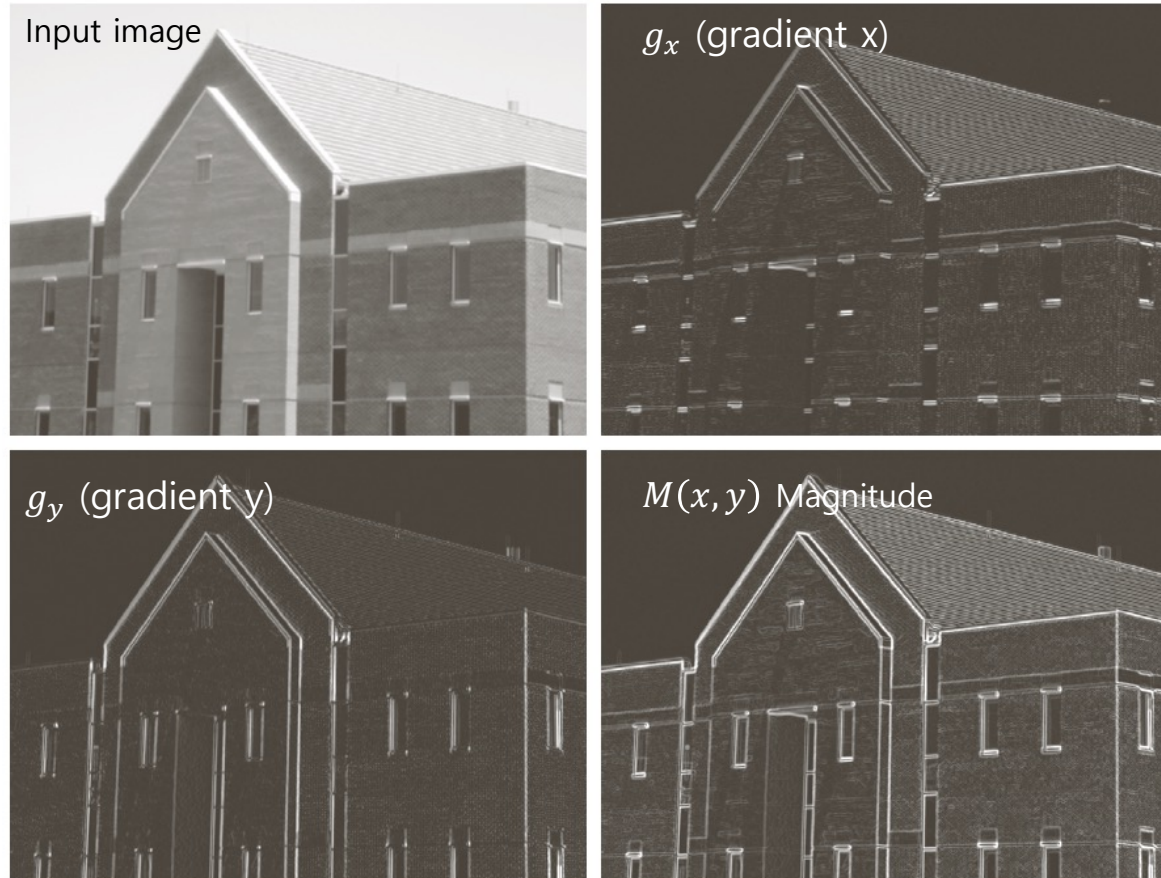 Input image
g_x (gradient x)
g_y (gradient y)
M(x, y) Magnitude